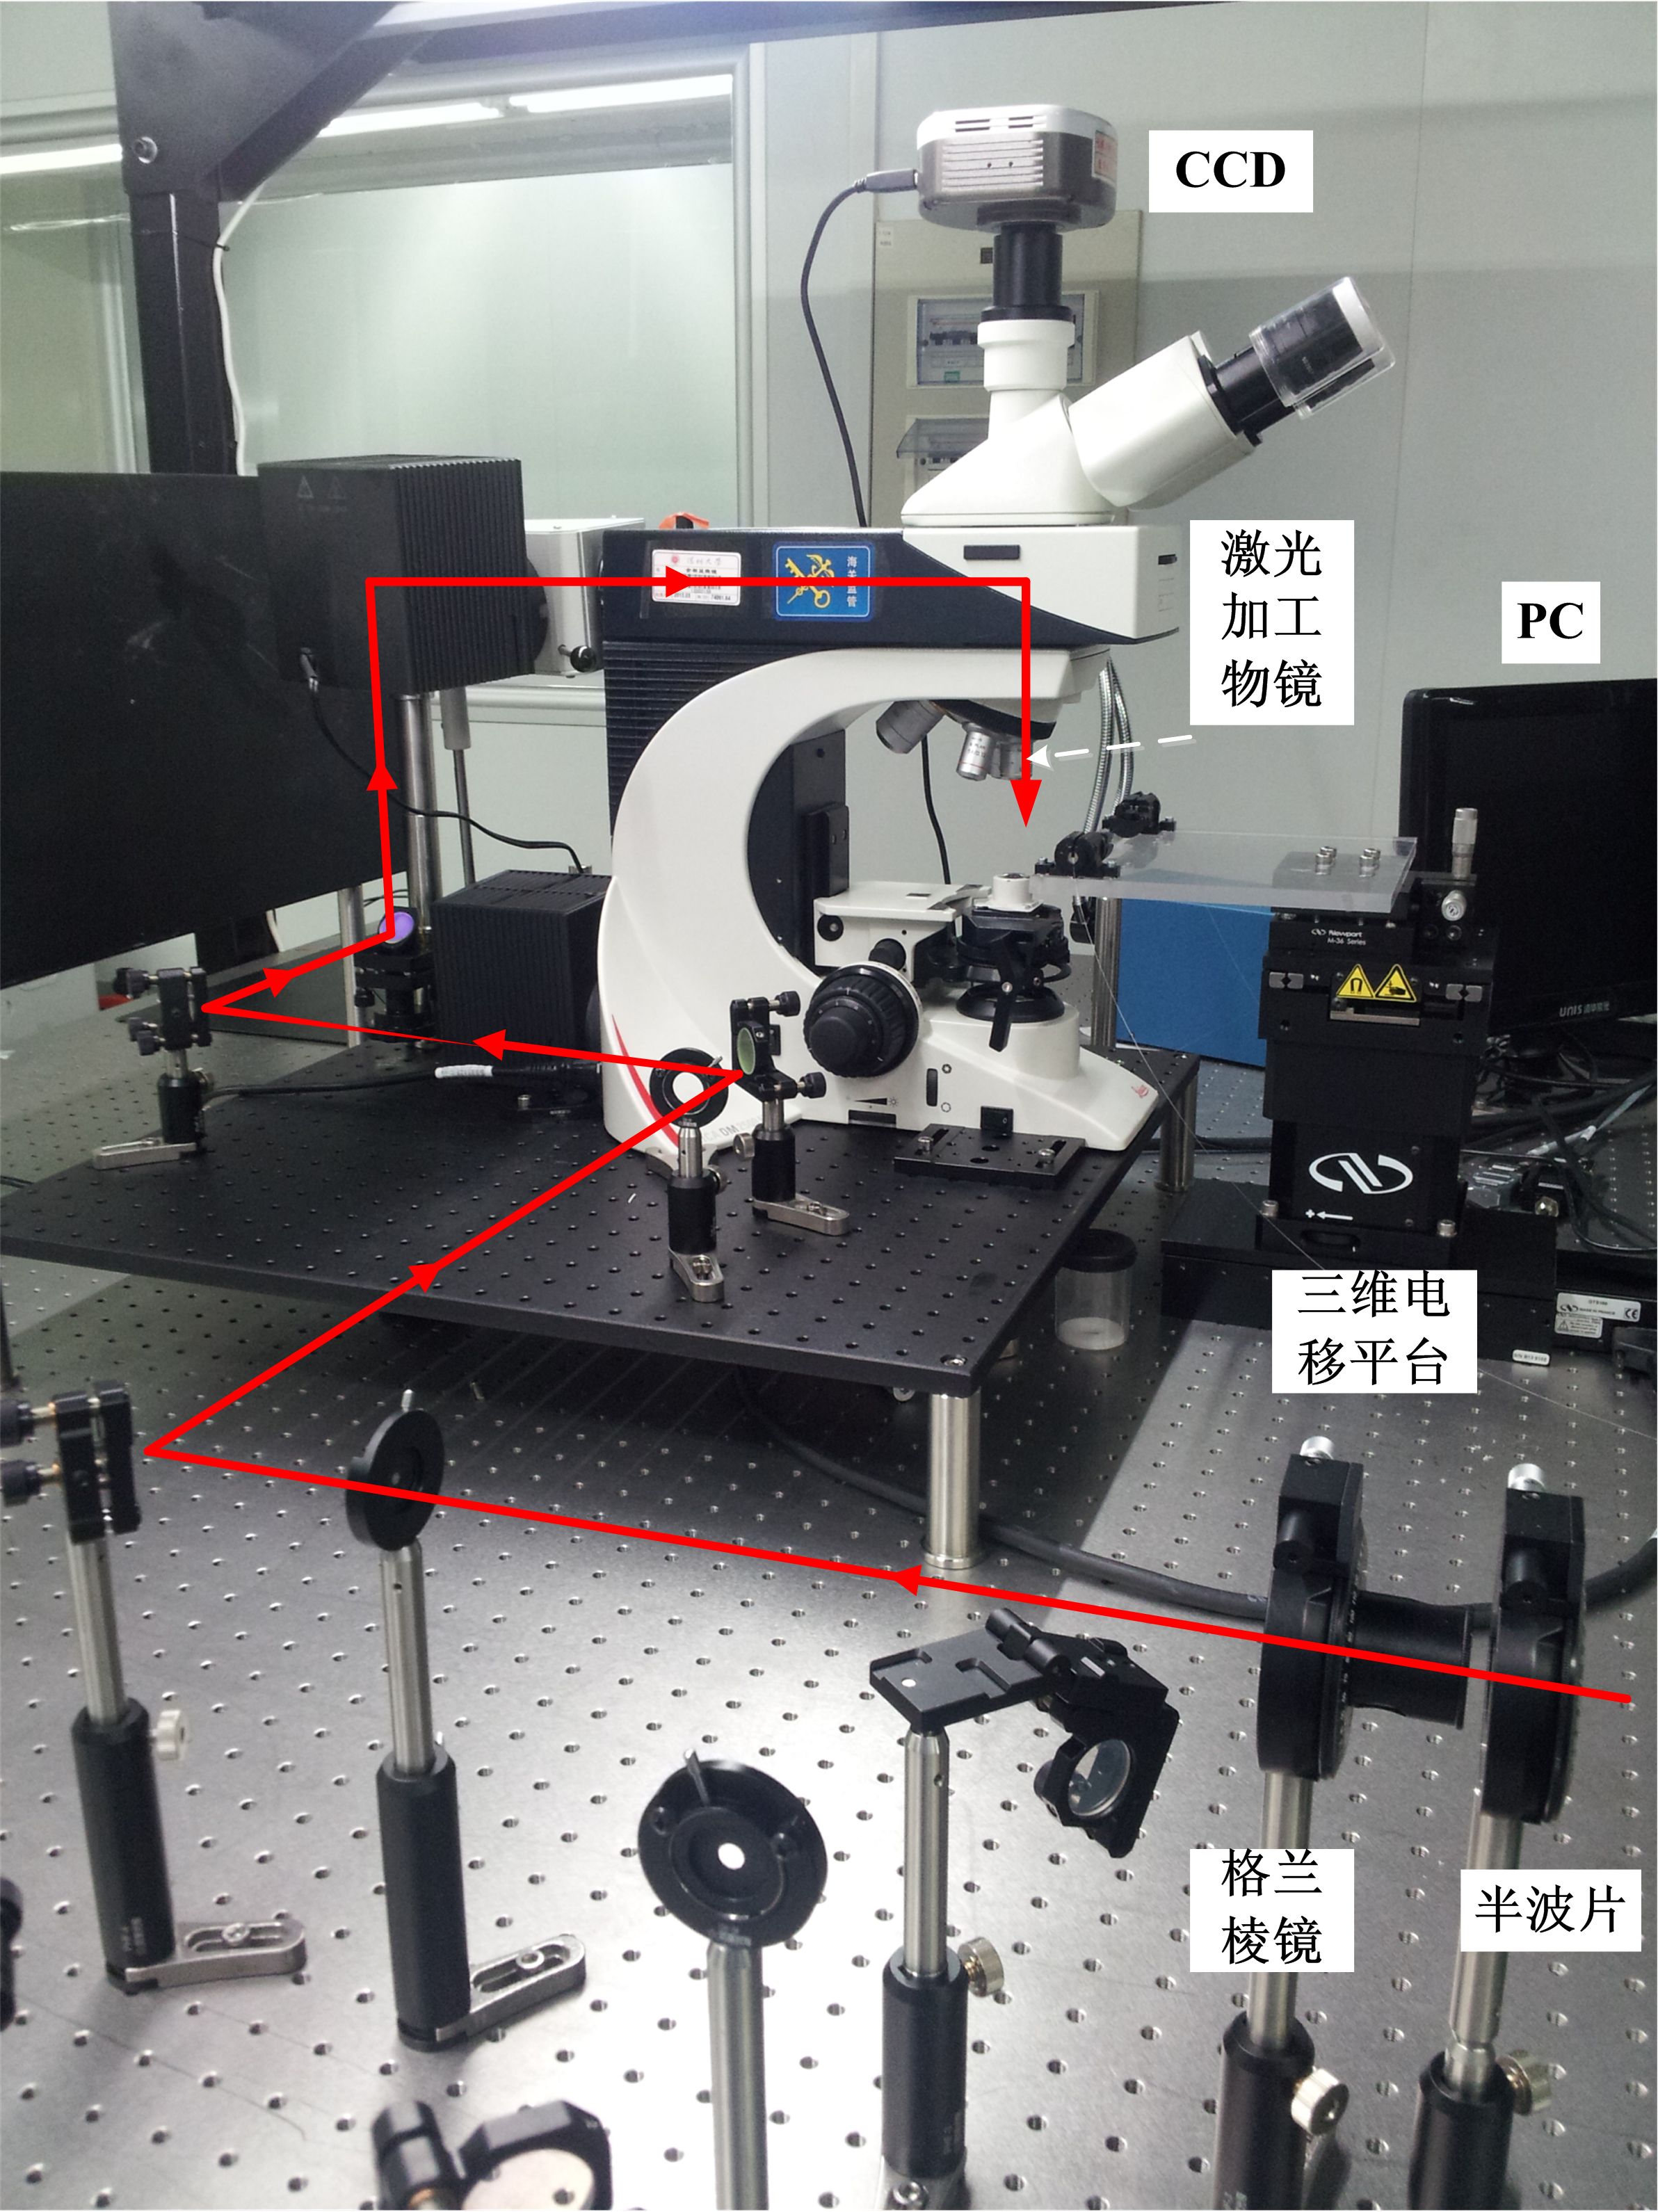 CCD
激光
加工
物镜
PC
海关
监管
Newport
M-36 Series
UNIS
三维电
移平台
格兰
棱镜
半波片